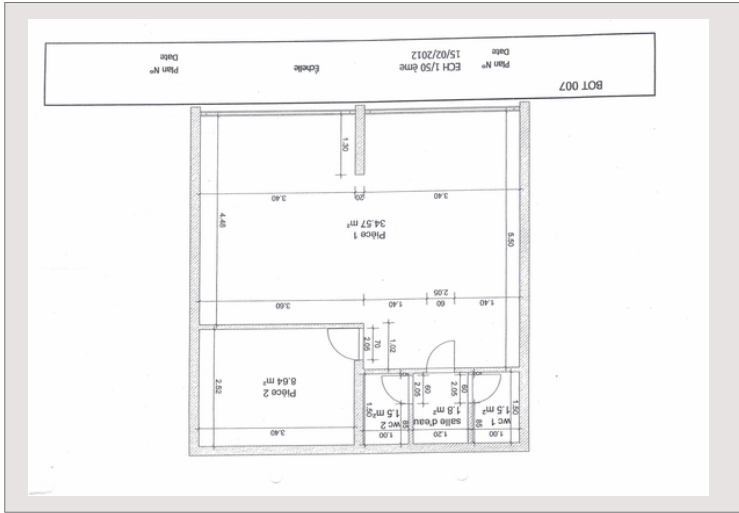 1.00
1.20
1.00
3.40
wc 1
1.5 m²
1.50
85
salle d'eau
1.8 m²
wc 2
1.5 m²
85
1.50
60
2.05
60
2.05
Pièce 2
8.64 m²
2.52
1.02
70
2.05
1.40
60
2.05
1.40
3.60
5.50
Pièce 1
34.57 m²
4.48
3.40
20
3.40
1.30
BOT 007
Plan N°
Date
ECH 1/50 ème
15/02/2012
Échelle
Plan N°
Date